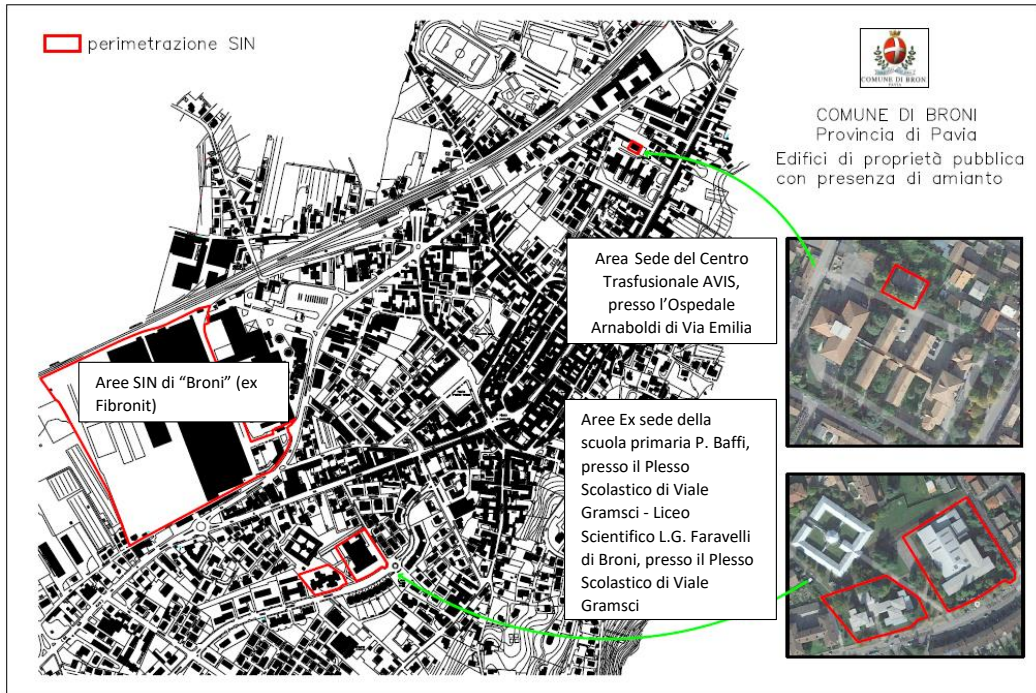 perimetrazione SIN
COMUNE DI BRONI
PAVIA
COMUNE DI BRONI
Provincia di Pavia
Edifici di proprietà pubblica
con presenza di amianto
Area Sede del Centro
Trasfusionale AVIS,
presso l'Ospedale
Arnaboldi di Via Emilia
Aree SIN di "Broni" (ex
Fibronit)
Aree Ex sede della
scuola primaria P. Baffi,
presso il Plesso
Scolastico di Viale
Gramsci - Liceo
Scientifico L.G. Faravelli
di Broni, presso il Plesso
Scolastico di Viale
Gramsci